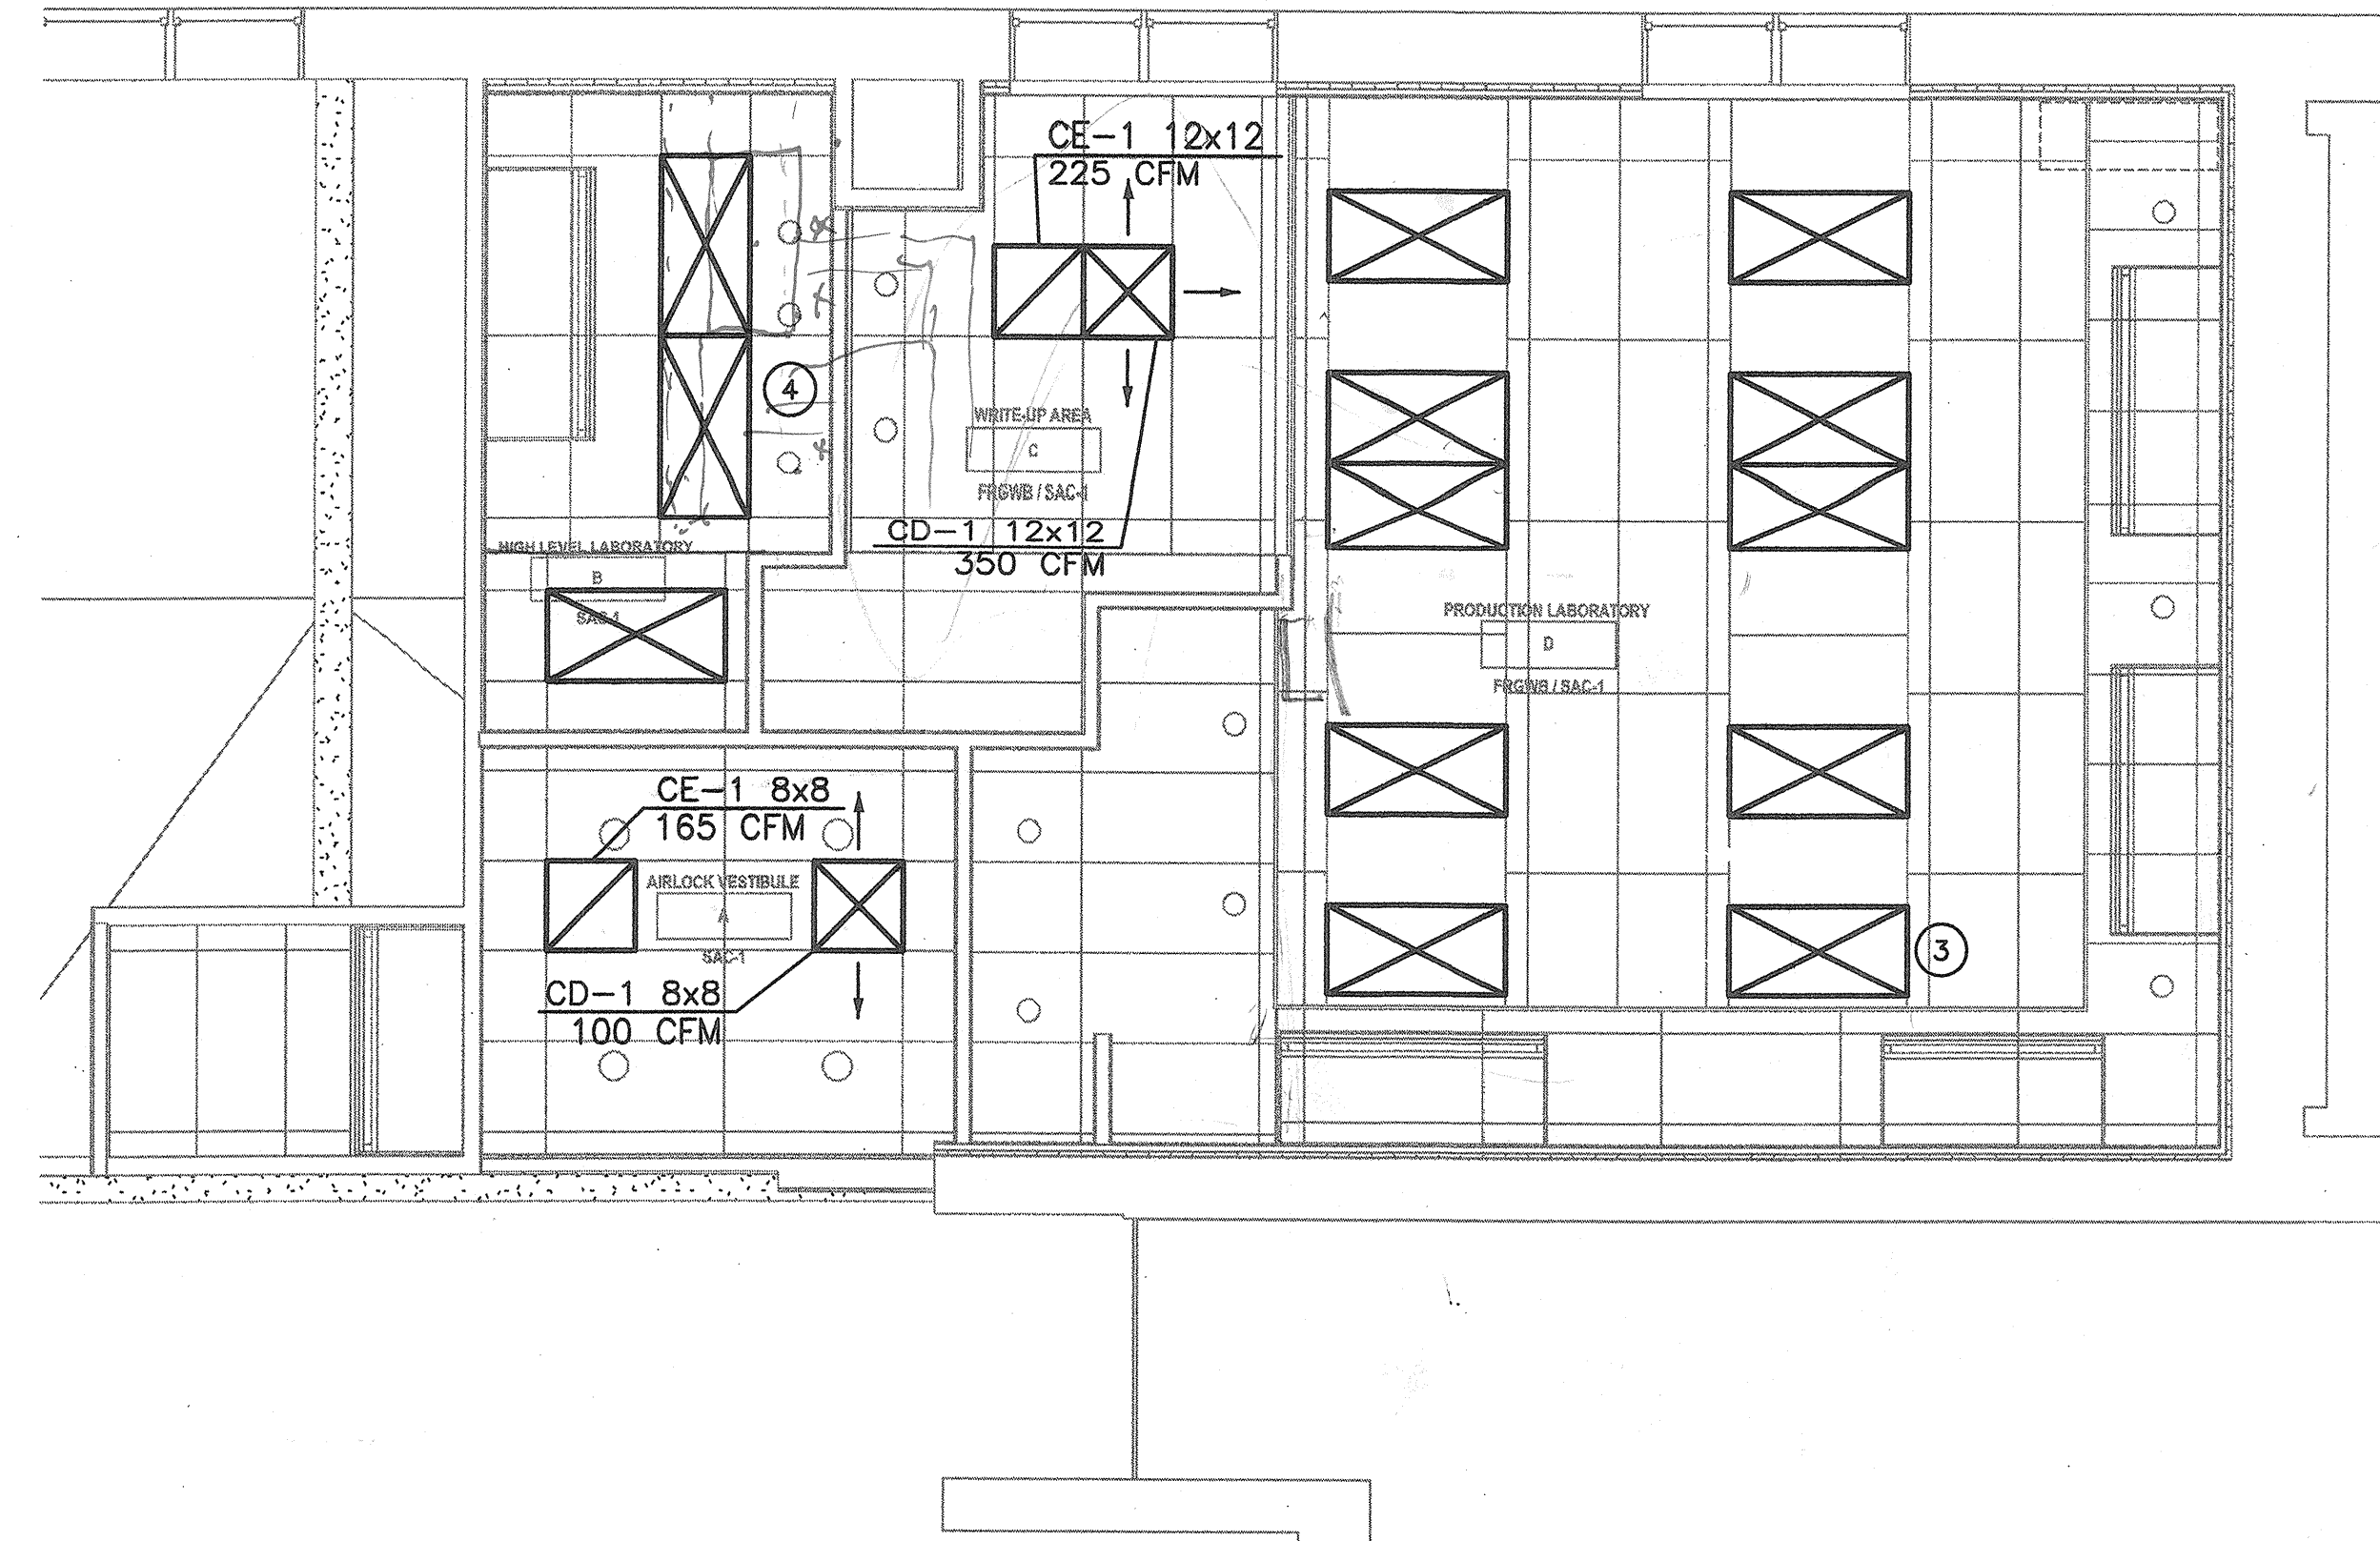 CE-1 12x12
225 CFM
4
WRITE-UP AREA
C
FRGWB / SAC-1
CD-1 12x12
350 CFM
HIGH LEVEL LABORATORY
B
SAC-1
PRODUCTION LABORATORY
D
FRGWB / SAC-1
CE-1 8x8
165 CFM
AIRLOCK VESTIBULE
A
SAC-1
CD-1 8x8
100 CFM
3